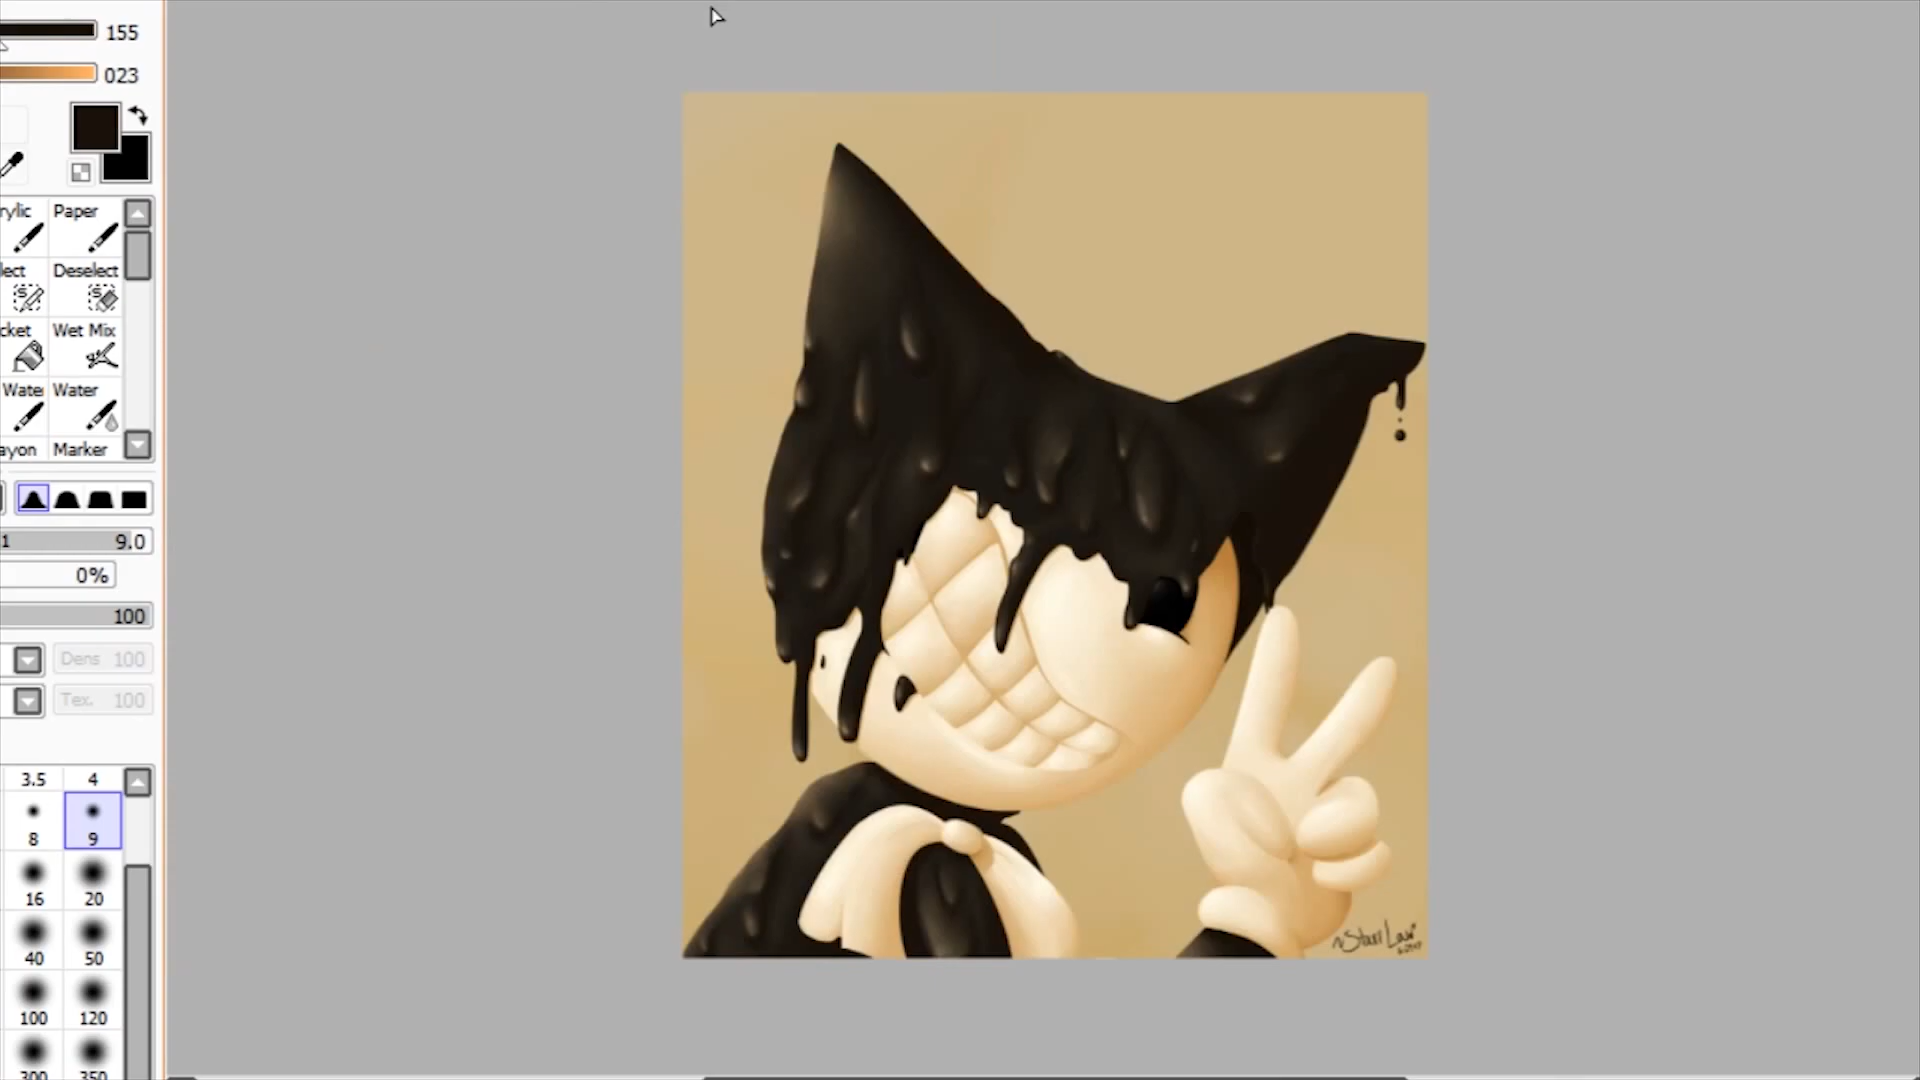 155
023
rylic Paper
lect Deselect
cket Wet Mix
Wate Water
ayon Marker
1 9.0
0%
100
Dens 100
Tex. 100
3.5 4
8 9
16 20
40 50
100 120
300 350